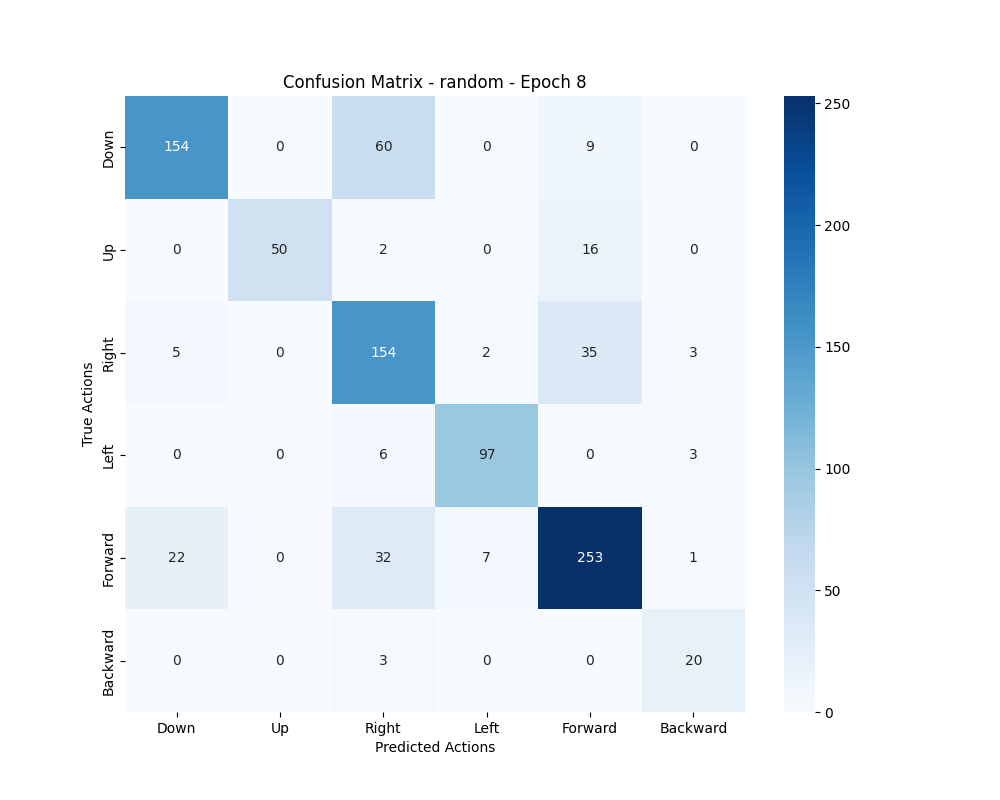 Confusion Matrix - random - Epoch 8
True Actions
Down 154 0 60 0 9 0
Up 0 50 2 0 16 0
Right 5 0 154 2 35 3
Left 0 0 6 97 0 3
Forward 22 0 32 7 253 1
Backward 0 0 3 0 0 20
Down Up Right Left Forward Backward
Predicted Actions
250
200
150
100
50
0